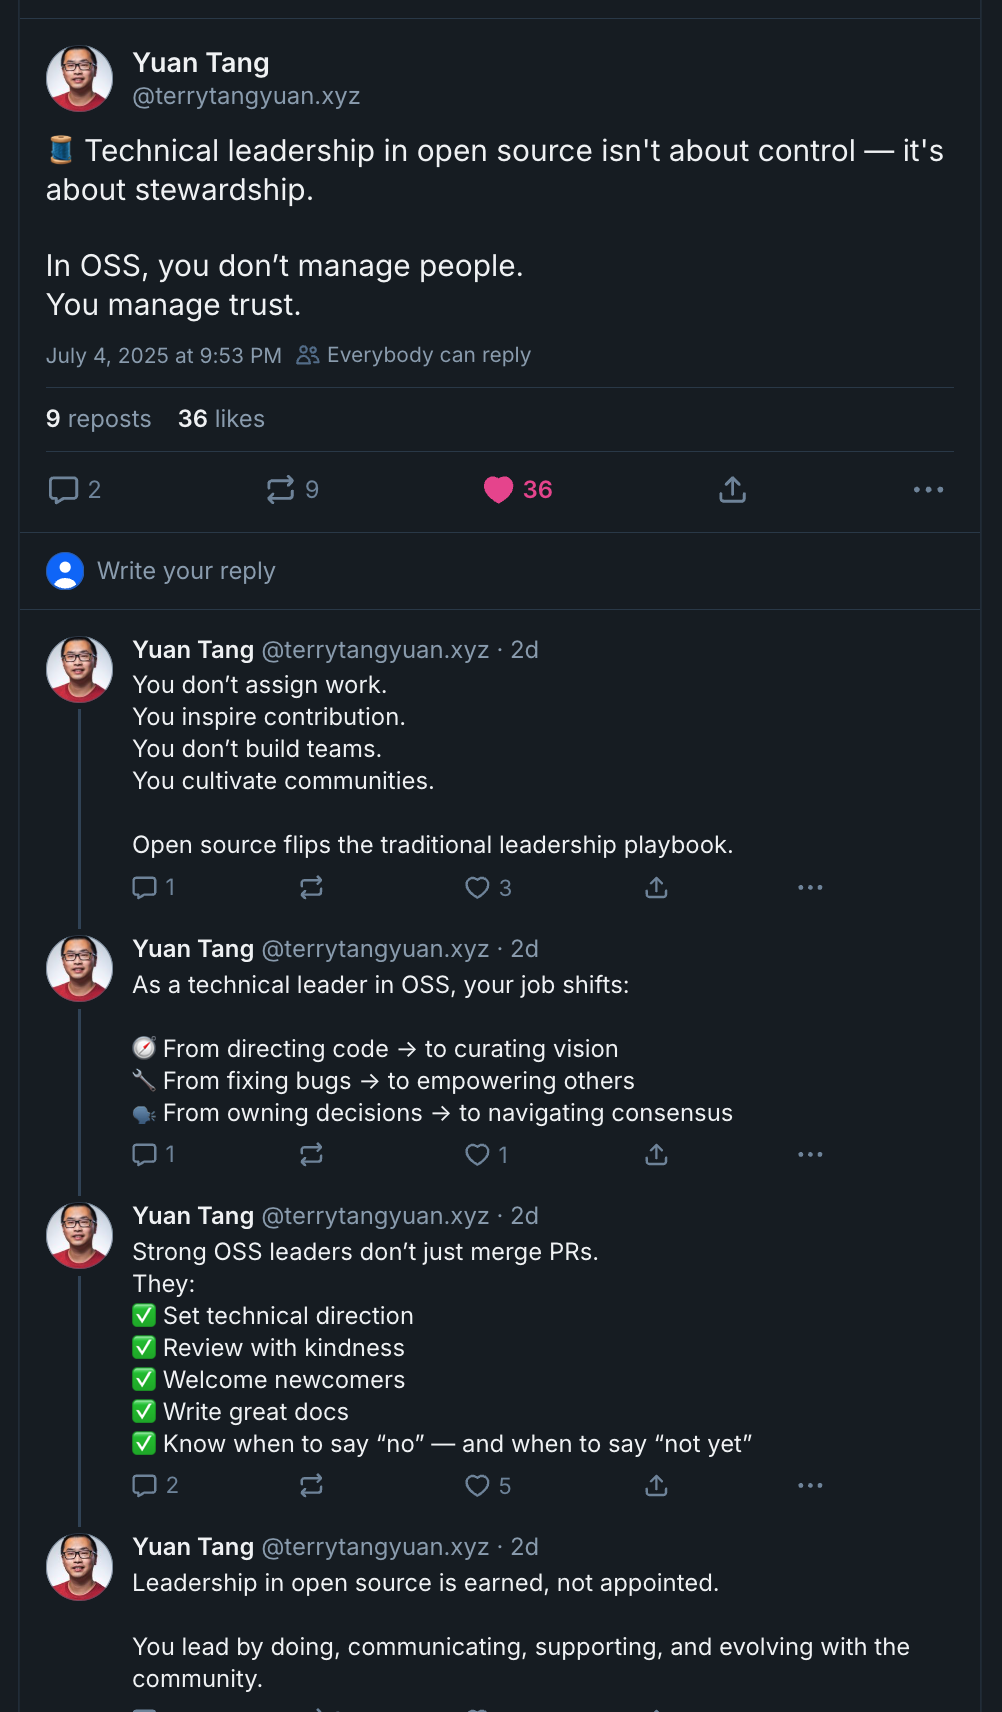 Yuan Tang
@terrytangyuan.xyz
🧵 Technical leadership in open source isn't about control — it's
about stewardship.
In OSS, you don’t manage people.
You manage trust.
July 4, 2025 at 9:53 PM Everybody can reply
9 reposts 36 likes
2 9 36
Write your reply
Yuan Tang @terrytangyuan.xyz · 2d
You don’t assign work.
You inspire contribution.
You don’t build teams.
You cultivate communities.
Open source flips the traditional leadership playbook.
1 3
Yuan Tang @terrytangyuan.xyz · 2d
As a technical leader in OSS, your job shifts:
🧭 From directing code → to curating vision
🔧 From fixing bugs → to empowering others
🗣️ From owning decisions → to navigating consensus
1 1
Yuan Tang @terrytangyuan.xyz · 2d
Strong OSS leaders don’t just merge PRs.
They:
✅ Set technical direction
✅ Review with kindness
✅ Welcome newcomers
✅ Write great docs
✅ Know when to say “no” — and when to say “not yet”
2 5
Yuan Tang @terrytangyuan.xyz · 2d
Leadership in open source is earned, not appointed.
You lead by doing, communicating, supporting, and evolving with the
community.